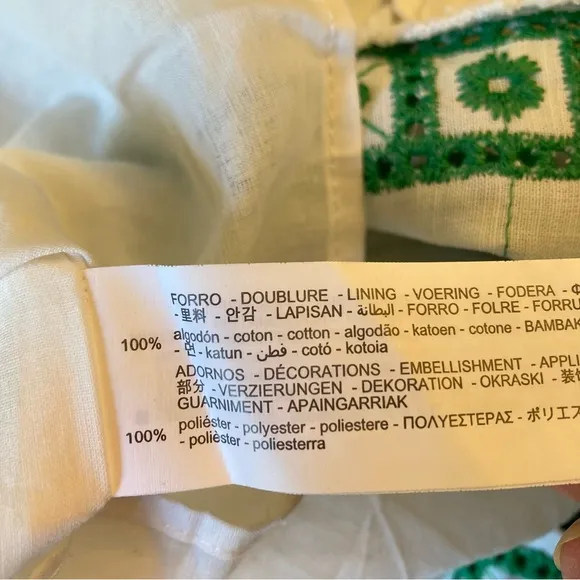 FORRO - DOUBLURE - LINING - VOERING - FODERA - Φ
- 里料 - 안감 - LAPISAN - البطانة - FORRO - FOLRE - FORRU
100% algodón - coton - cotton - algodão - katoen - cotone - BAMBAK
- 면 - katun - قطن - cotó - kotoia
ADORNOS - DÉCORATIONS - EMBELLISHMENT - APPLI
部分 - VERZIERUNGEN - DEKORATION - OKRASKI - 装饰
GUARNIMENT - APAINGARRIAK
100% poliéster - polyester - poliestere - ΠΟΛΥΕΣΤΕΡΑΣ - ポリエス
- polièster - poliesterra